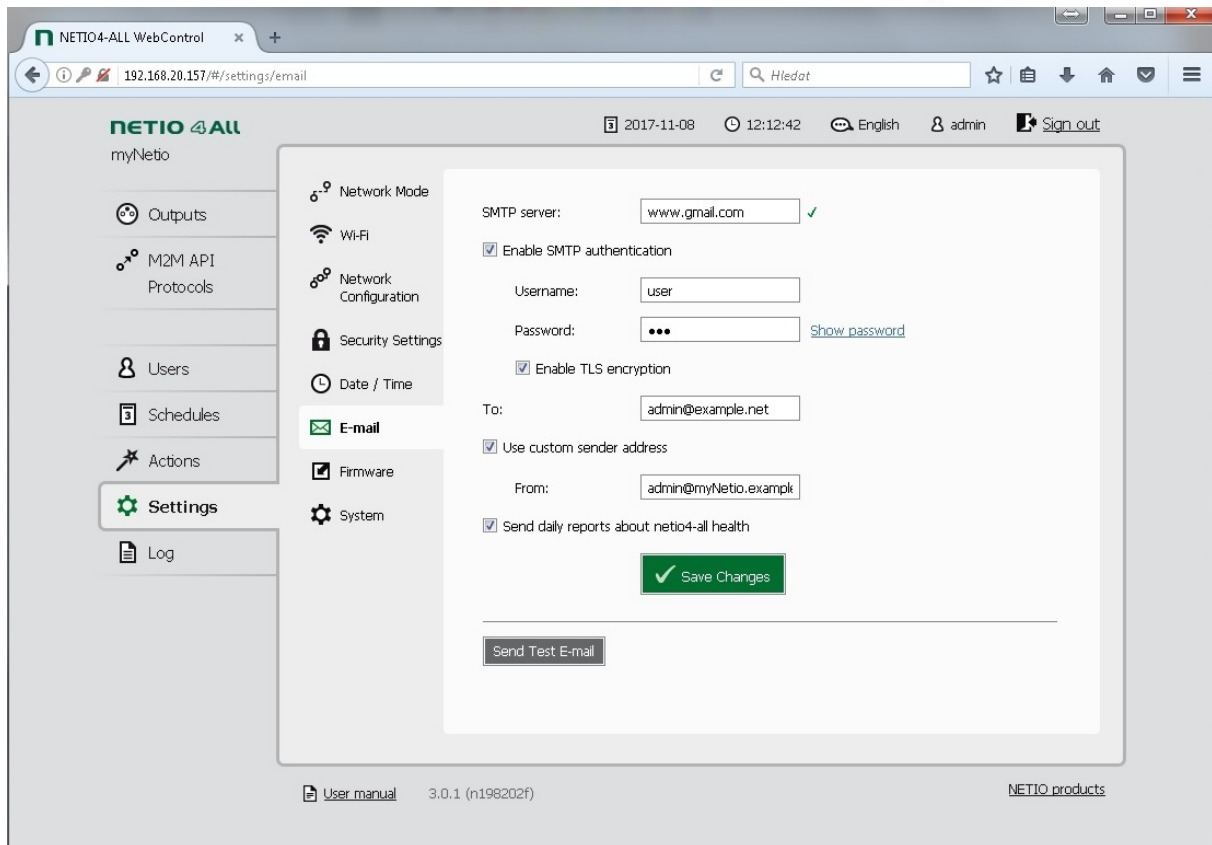 NETIO4-ALL WebControl
192.168.20.157/#/settings/email
Hledat
NETIO 4All
myNetio
2017-11-08
12:12:42
English
admin
Sign out
Outputs
M2M API
Protocols
Users
Schedules
Actions
Settings
Log
Network Mode
Wi-Fi
Network
Configuration
Security Settings
Date / Time
E-mail
Firmware
System
SMTP server: www.gmail.com
Enable SMTP authentication
Username: user
Password: ••• Show password
Enable TLS encryption
To: admin@example.net
Use custom sender address
From: admin@myNetio.example
Send daily reports about netio4-all health
Save Changes
Send Test E-mail
User manual 3.0.1 (n198202f)
NETIO products